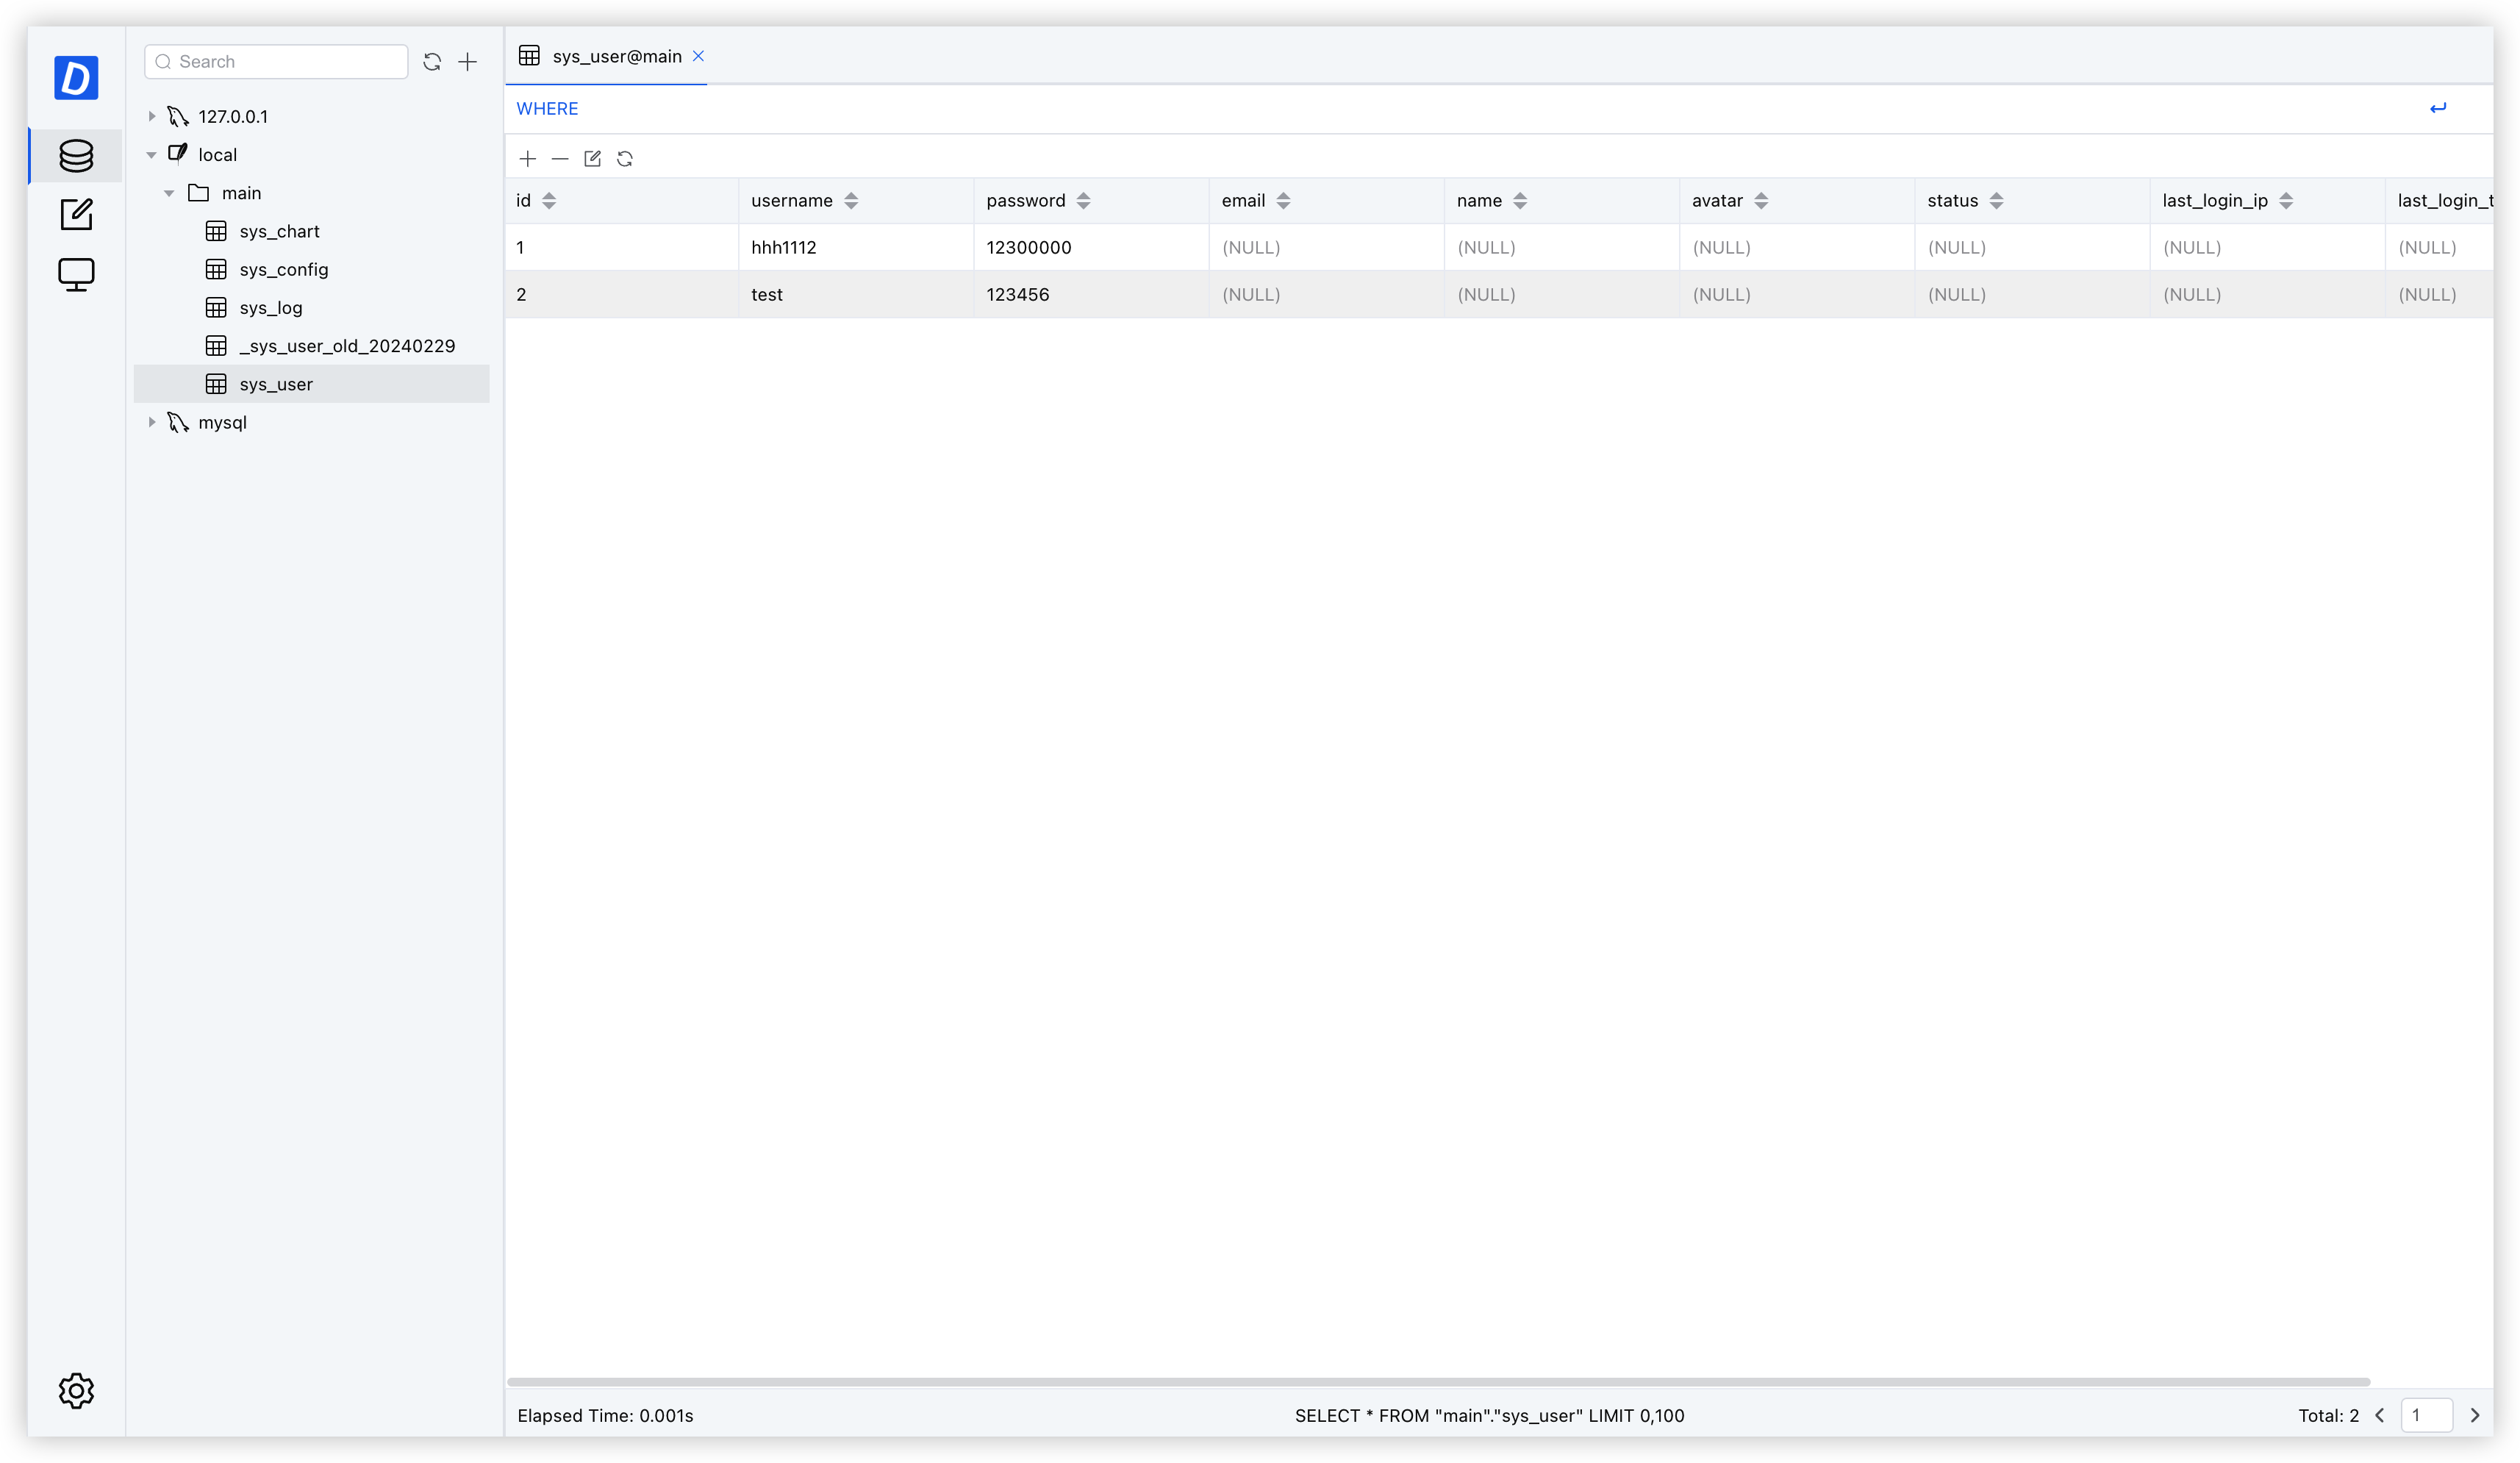 D
Search
127.0.0.1
local
main
sys_chart
sys_config
sys_log
_sys_user_old_20240229
sys_user
mysql
sys_user@main
WHERE
id username password email name avatar status last_login_ip last_login_t
1 hhh1112 12300000 (NULL) (NULL) (NULL) (NULL) (NULL) (NULL)
2 test 123456 (NULL) (NULL) (NULL) (NULL) (NULL) (NULL)
Elapsed Time: 0.001s SELECT * FROM "main"."sys_user" LIMIT 0,100 Total: 2 1